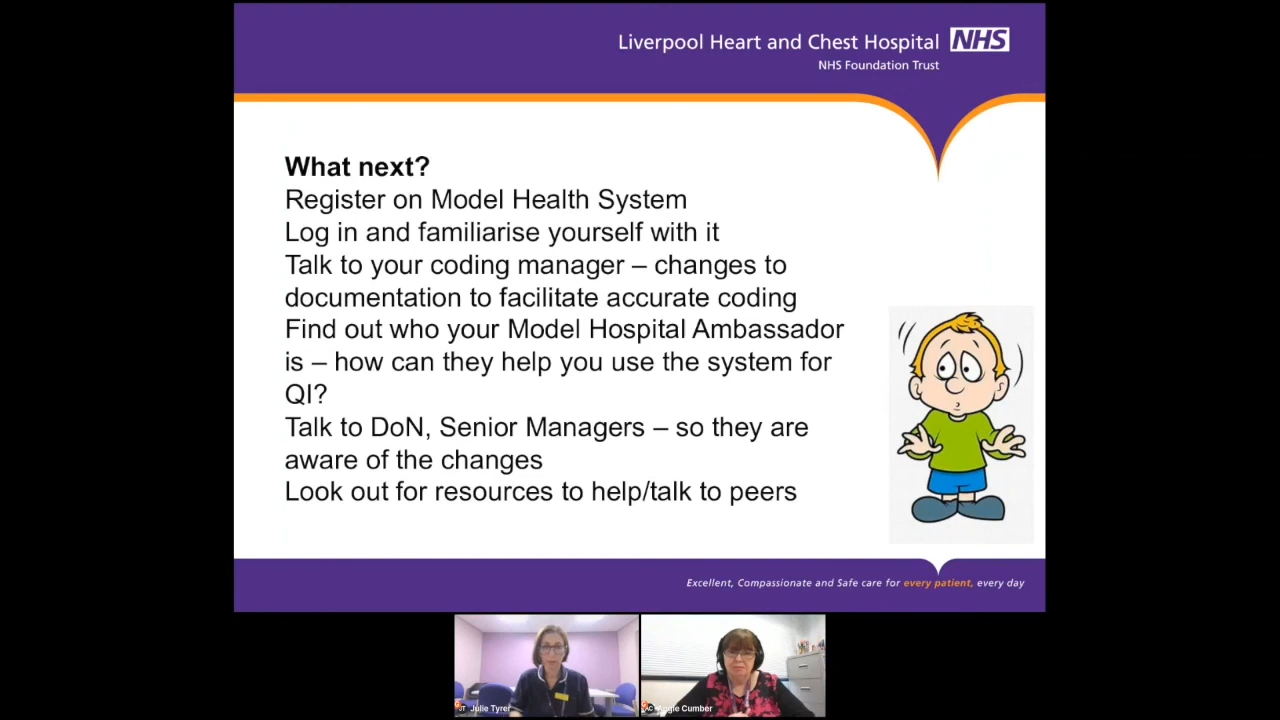 Liverpool Heart and Chest Hospital NHS
NHS Foundation Trust
What next?
Register on Model Health System
Log in and familiarise yourself with it
Talk to your coding manager – changes to
documentation to facilitate accurate coding
Find out who your Model Hospital Ambassador
is – how can they help you use the system for
QI?
Talk to DoN, Senior Managers – so they are
aware of the changes
Look out for resources to help/talk to peers
Excellent, Compassionate and Safe care for every patient, every day
JT Julie Tyrer
AC Angie Cumber